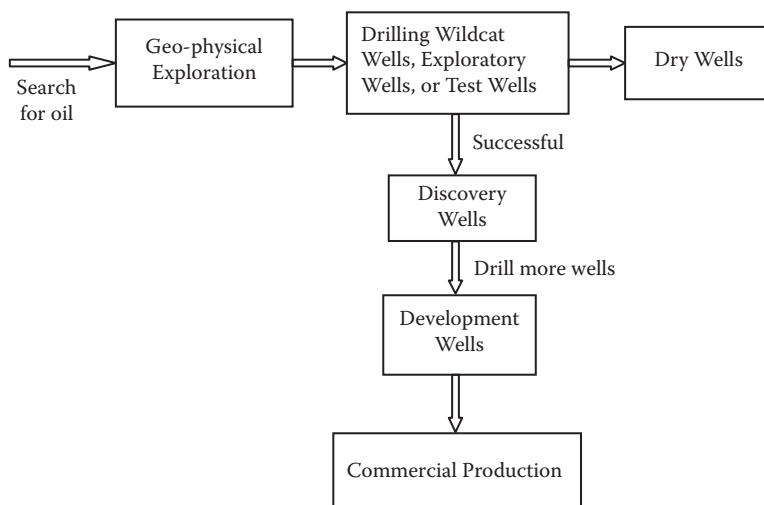 Search
for oil
Geo-physical
Exploration
Drilling Wildcat
Wells, Exploratory
Wells, or Test Wells
Dry Wells
Successful
Discovery
Wells
Drill more wells
Development
Wells
Commercial Production